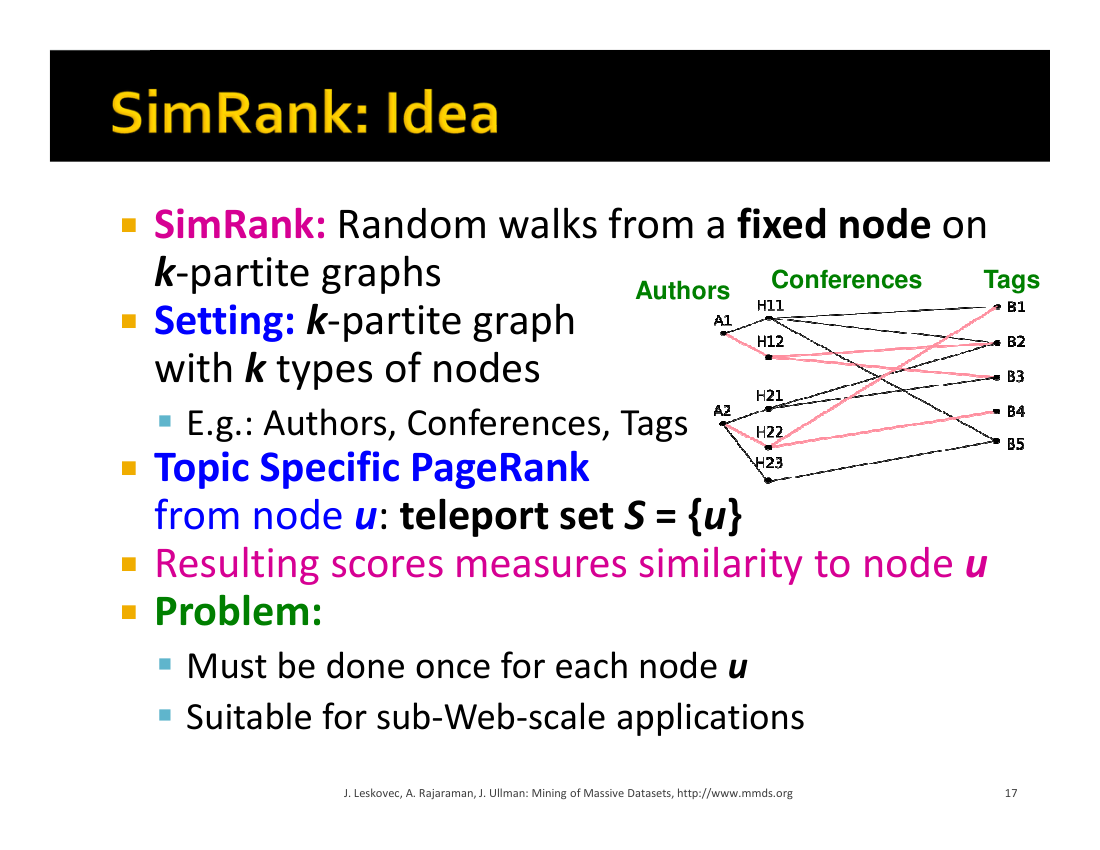 SimRank: Idea
SimRank: Random walks from a fixed node on
k-partite graphs
Setting: k-partite graph
with k types of nodes
E.g.: Authors, Conferences, Tags
Authors
Conferences
Tags
A1
A2
H11
H12
H21
H22
H23
B1
B2
B3
B4
B5
Topic Specific PageRank
from node u: teleport set S = {u}
Resulting scores measures similarity to node u
Problem:
Must be done once for each node u
Suitable for sub-Web-scale applications
J. Leskovec, A. Rajaraman, J. Ullman: Mining of Massive Datasets, http://www.mmds.org
17